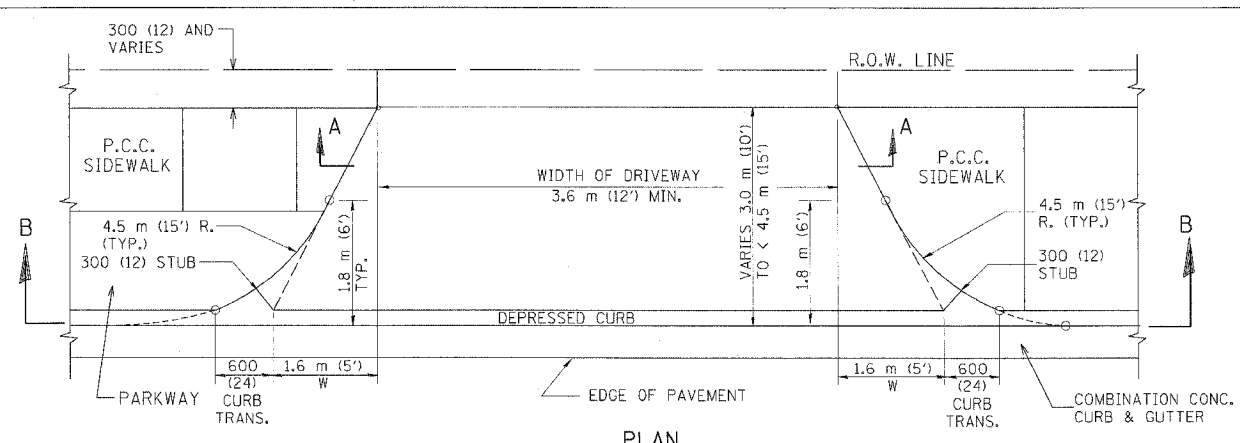 300 (12) AND
VARIES
R.O.W. LINE
A
A
P.C.C.
SIDEWALK
P.C.C.
SIDEWALK
WIDTH OF DRIVEWAY
3.6 m (12') MIN.
VARIES 3.0 m (10')
TO < 4.5 m (15')
B
B
4.5 m (15') R.
(TYP.)
300 (12) STUB
1.8 m (6')
TYP.
1.8 m (6')
4.5 m (15')
R. (TYP.)
300 (12)
STUB
DEPRESSED CURB
600
(24)
CURB
TRANS.
1.6 m (5')
W
1.6 m (5')
W
600
(24)
CURB
TRANS.
PARKWAY
EDGE OF PAVEMENT
COMBINATION CONC.
CURB & GUTTER
PLAN